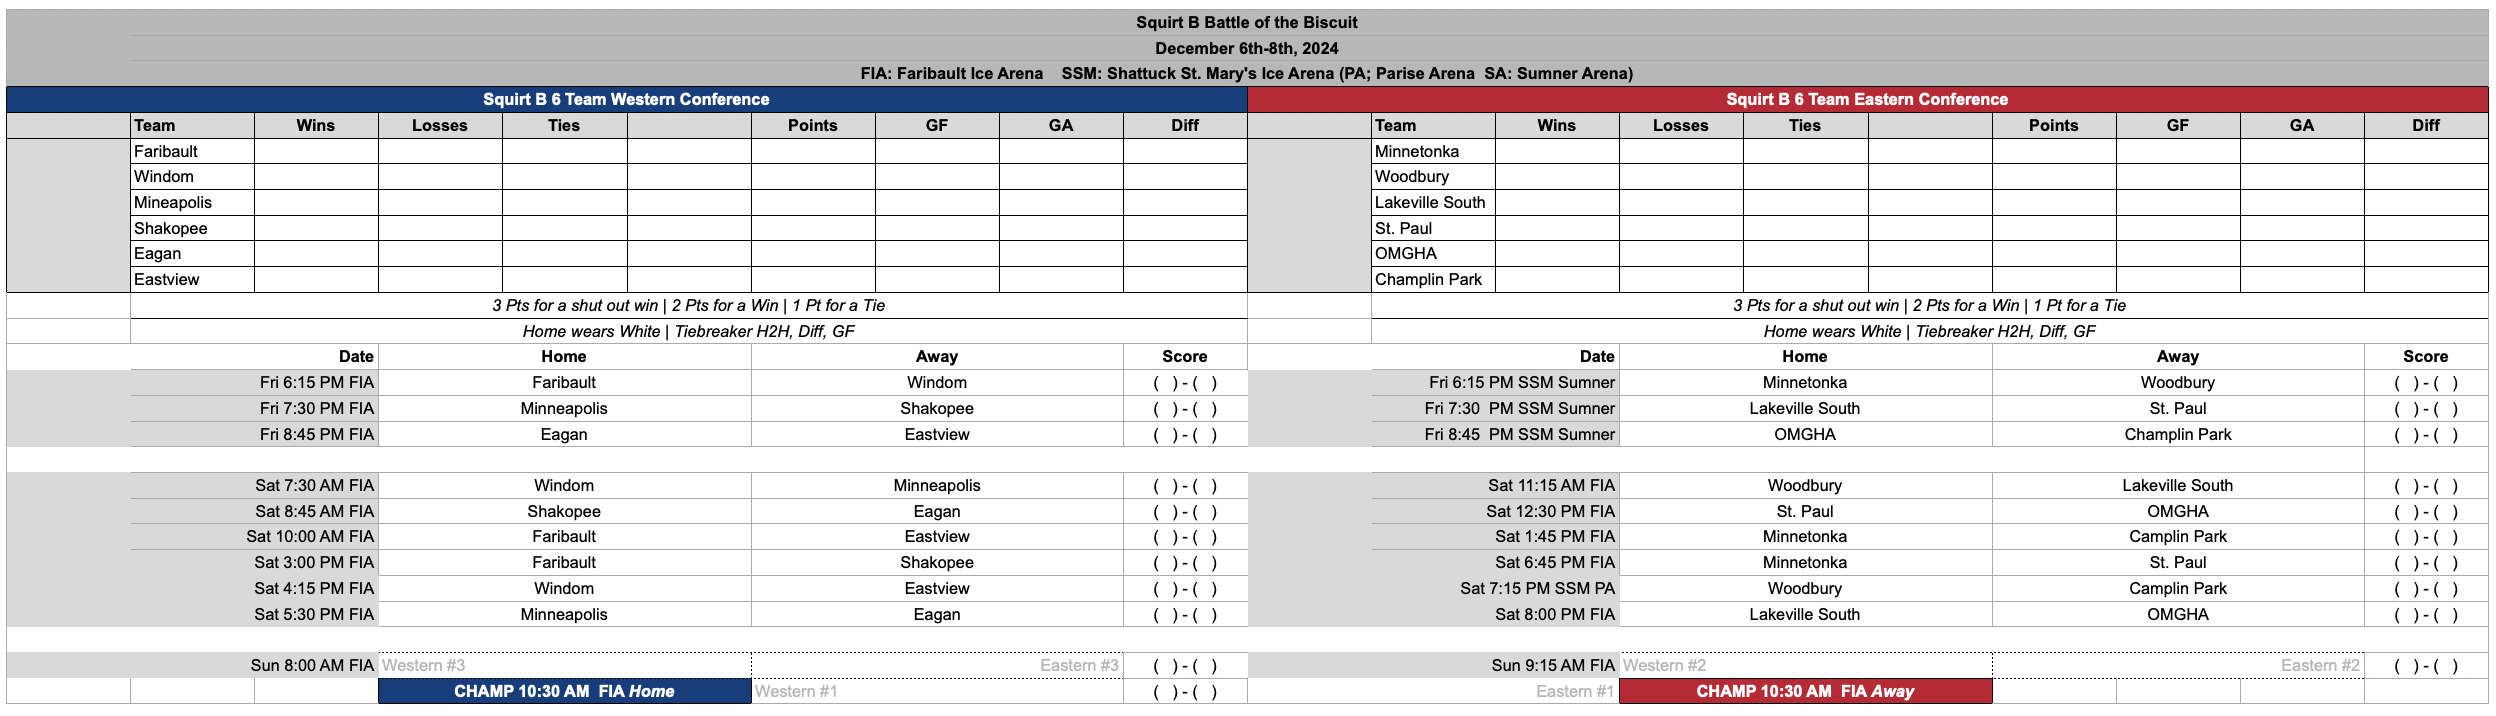 Squirt B Battle of the Biscuit
December 6th-8th, 2024
FIA: Faribault Ice Arena    SSM: Shattuck St. Mary's Ice Arena (PA; Parise Arena  SA: Sumner Arena)
Squirt B 6 Team Western Conference Squirt B 6 Team Eastern Conference
Team Wins Losses Ties Points GF GA Diff Team Wins Losses Ties Points GF GA Diff
Faribault Minnetonka
Windom Woodbury
Mineapolis Lakeville South
Shakopee St. Paul
Eagan OMGHA
Eastview Champlin Park
3 Pts for a shut out win | 2 Pts for a Win | 1 Pt for a Tie 3 Pts for a shut out win | 2 Pts for a Win | 1 Pt for a Tie
Home wears White | Tiebreaker H2H, Diff, GF Home wears White | Tiebreaker H2H, Diff, GF
Date Home Away Score Date Home Away Score
Fri 6:15 PM FIA Faribault Windom (  ) - (  ) Fri 6:15 PM SSM Sumner Minnetonka Woodbury (  ) - (  )
Fri 7:30 PM FIA Minneapolis Shakopee (  ) - (  ) Fri 7:30  PM SSM Sumner Lakeville South St. Paul (  ) - (  )
Fri 8:45 PM FIA Eagan Eastview (  ) - (  ) Fri 8:45  PM SSM Sumner OMGHA Champlin Park (  ) - (  )
Sat 7:30 AM FIA Windom Minneapolis (  ) - (  ) Sat 11:15 AM FIA Woodbury Lakeville South (  ) - (  )
Sat 8:45 AM FIA Shakopee Eagan (  ) - (  ) Sat 12:30 PM FIA St. Paul OMGHA (  ) - (  )
Sat 10:00 AM FIA Faribault Eastview (  ) - (  ) Sat 1:45 PM FIA Minnetonka Camplin Park (  ) - (  )
Sat 3:00 PM FIA Faribault Shakopee (  ) - (  ) Sat 6:45 PM FIA Minnetonka St. Paul (  ) - (  )
Sat 4:15 PM FIA Windom Eastview (  ) - (  ) Sat 7:15 PM SSM PA Woodbury Camplin Park (  ) - (  )
Sat 5:30 PM FIA Minneapolis Eagan (  ) - (  ) Sat 8:00 PM FIA Lakeville South OMGHA (  ) - (  )
Sun 8:00 AM FIA Western #3 Eastern #3 (  ) - (  ) Sun 9:15 AM FIA Western #2 Eastern #2 (  ) - (  )
CHAMP 10:30 AM  FIA Home Western #1 (  ) - (  ) Eastern #1 CHAMP 10:30 AM  FIA Away